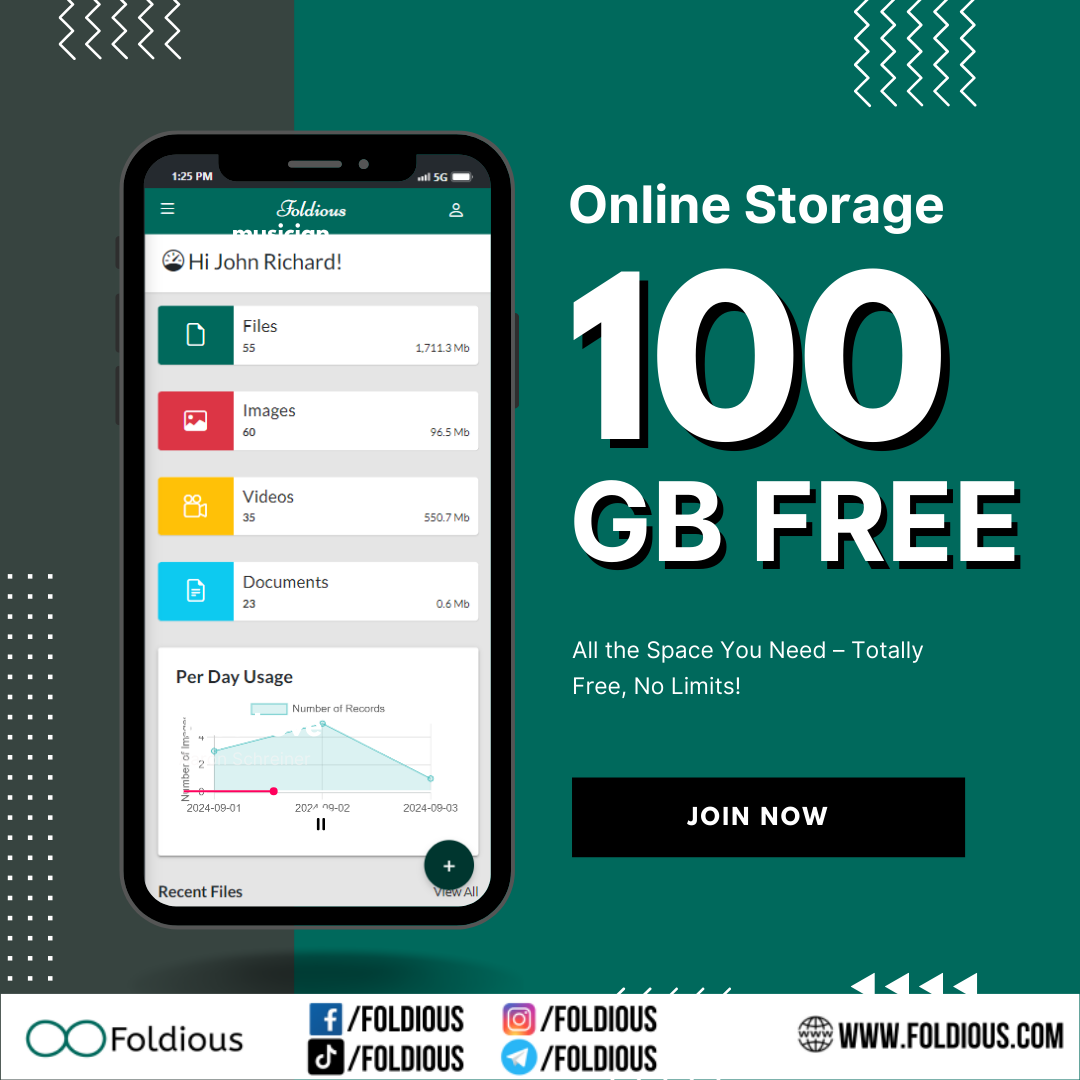 1:25 PM
5G
Foldious
musician
Hi John Richard!
Files
55
1,711.3 Mb
Images
60
96.5 Mb
Videos
35
550.7 Mb
Documents
23
0.6 Mb
Per Day Usage
Number of Records
Number of
4
2
0
Schreiner
2024-09-01
2024-09-02
2024-09-03
Recent Files
View All
Online Storage
100
GB FREE
All the Space You Need – Totally
Free, No Limits!
JOIN NOW
Foldious
/FOLDIOUS
/FOLDIOUS
/FOLDIOUS
/FOLDIOUS
WWW.FOLDIOUS.COM